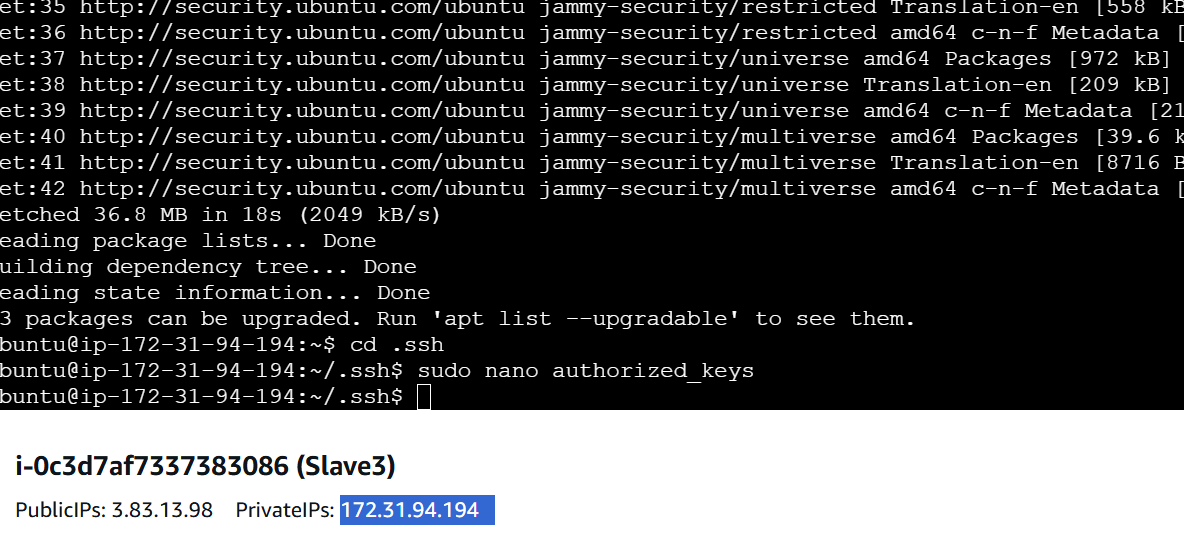 et:35 http://security.ubuntu.com/ubuntu jammy-security/restricted Translation-en [558 kB
et:36 http://security.ubuntu.com/ubuntu jammy-security/restricted amd64 c-n-f Metadata [
et:37 http://security.ubuntu.com/ubuntu jammy-security/universe amd64 Packages [972 kB]
et:38 http://security.ubuntu.com/ubuntu jammy-security/universe Translation-en [209 kB]
et:39 http://security.ubuntu.com/ubuntu jammy-security/universe amd64 c-n-f Metadata [21
et:40 http://security.ubuntu.com/ubuntu jammy-security/multiverse amd64 Packages [39.6 k
et:41 http://security.ubuntu.com/ubuntu jammy-security/multiverse Translation-en [8716 B
et:42 http://security.ubuntu.com/ubuntu jammy-security/multiverse amd64 c-n-f Metadata [
etched 36.8 MB in 18s (2049 kB/s)
eading package lists... Done
uilding dependency tree... Done
eading state information... Done
3 packages can be upgraded. Run 'apt list --upgradable' to see them.
buntu@ip-172-31-94-194:~$ cd .ssh
buntu@ip-172-31-94-194:~/.ssh$ sudo nano authorized_keys
buntu@ip-172-31-94-194:~/.ssh$
i-0c3d7af7337383086 (Slave3)
PublicIPs: 3.83.13.98 PrivateIPs: 172.31.94.194